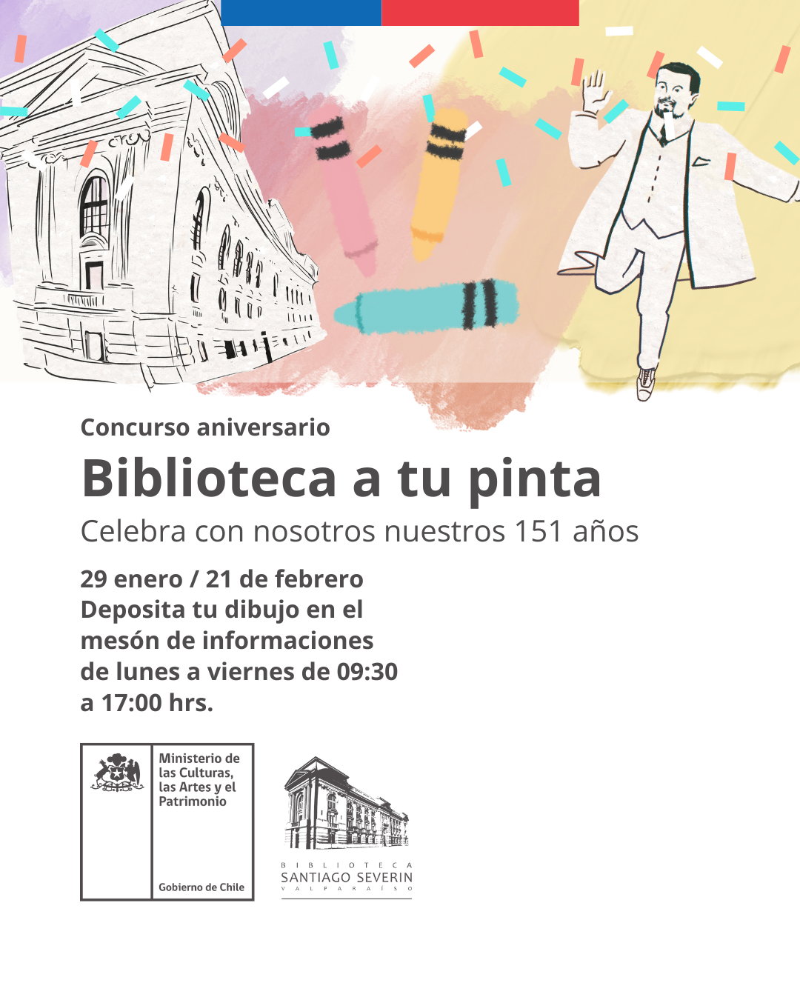 Concurso aniversario
Biblioteca a tu pinta
Celebra con nosotros nuestros 151 años
29 enero / 21 de febrero
Deposita tu dibujo en el
mesón de informaciones
de lunes a viernes de 09:30
a 17:00 hrs.
Ministerio de
las Culturas,
las Artes y el
Patrimonio
Gobierno de Chile
BIBLIOTECA
SANTIAGO SEVERIN
VALPARAÍSO